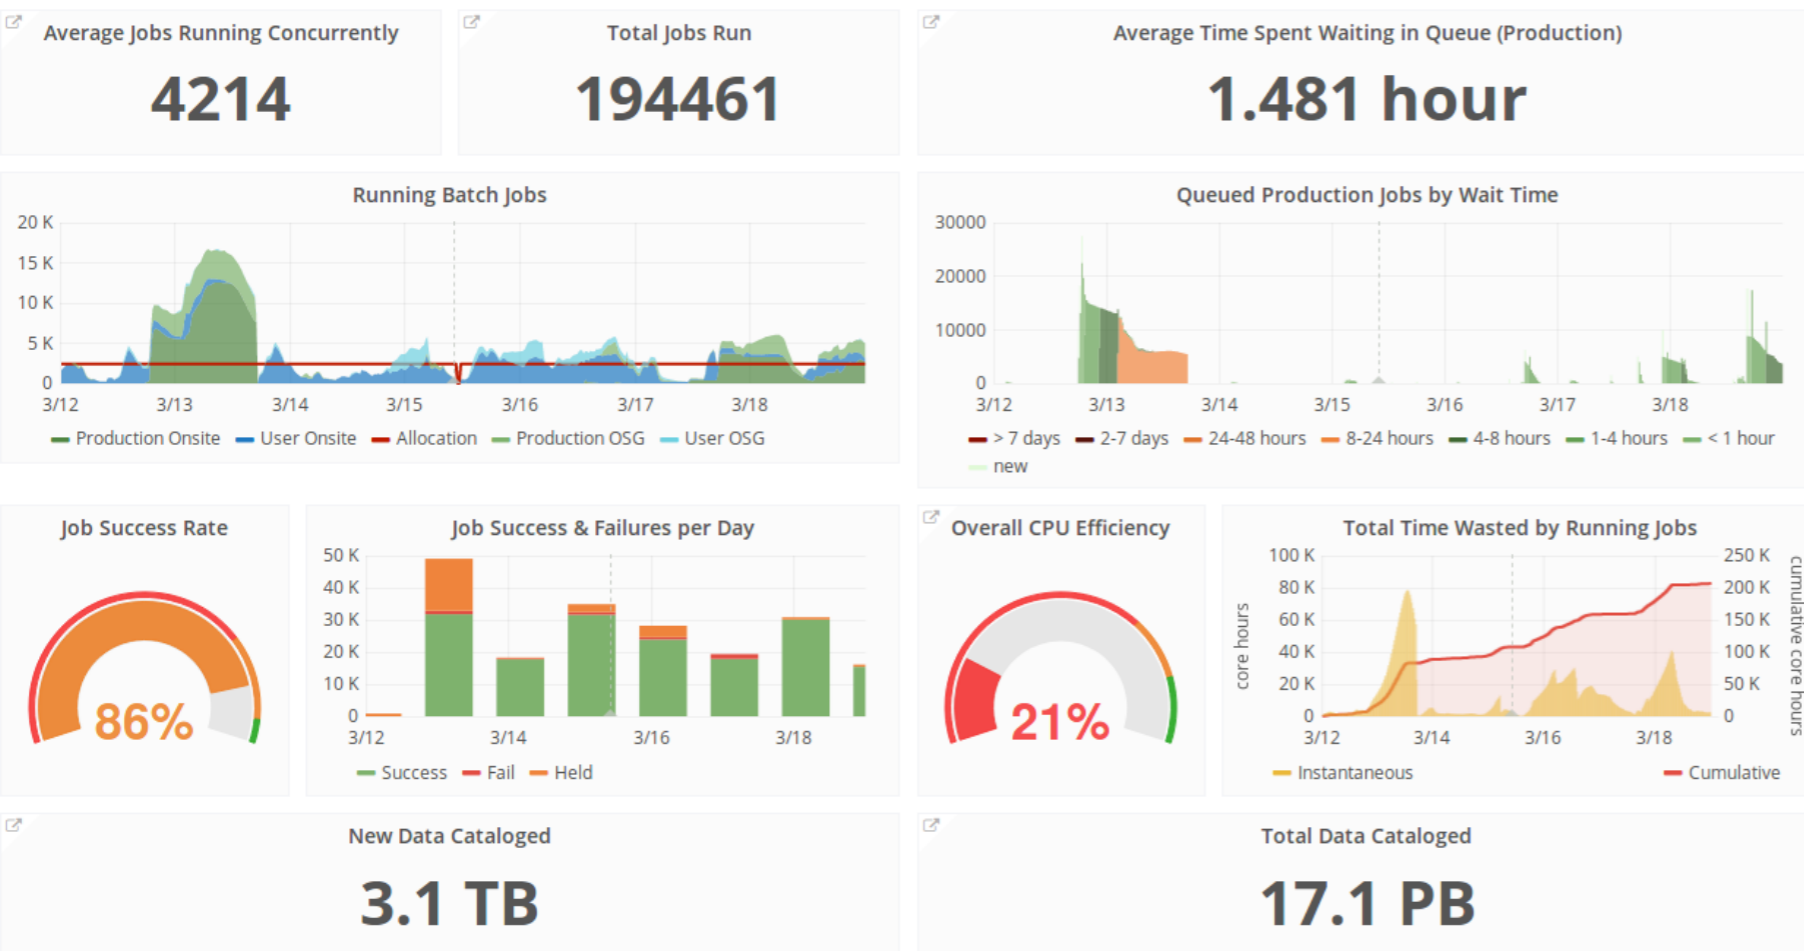 Average Jobs Running Concurrently
4214
Total Jobs Run
194461
Average Time Spent Waiting in Queue (Production)
1.481 hour
Running Batch Jobs
20 K
15 K
10 K
5 K
0
3/12 3/13 3/14 3/15 3/16 3/17 3/18
Production Onsite User Onsite Allocation Production OSG User OSG
Queued Production Jobs by Wait Time
30000
20000
10000
0
3/12 3/13 3/14 3/15 3/16 3/17 3/18
> 7 days 2-7 days 24-48 hours 8-24 hours 4-8 hours 1-4 hours < 1 hour
new
Job Success Rate
86%
Job Success & Failures per Day
50 K
40 K
30 K
20 K
10 K
0
3/12 3/14 3/16 3/18
Success Fail Held
Overall CPU Efficiency
21%
Total Time Wasted by Running Jobs
core hours
100 K
80 K
60 K
40 K
20 K
0
250 K
200 K
150 K
100 K
50 K
0
cumulative core hours
3/12 3/14 3/16 3/18
Instantaneous Cumulative
New Data Cataloged
3.1 TB
Total Data Cataloged
17.1 PB